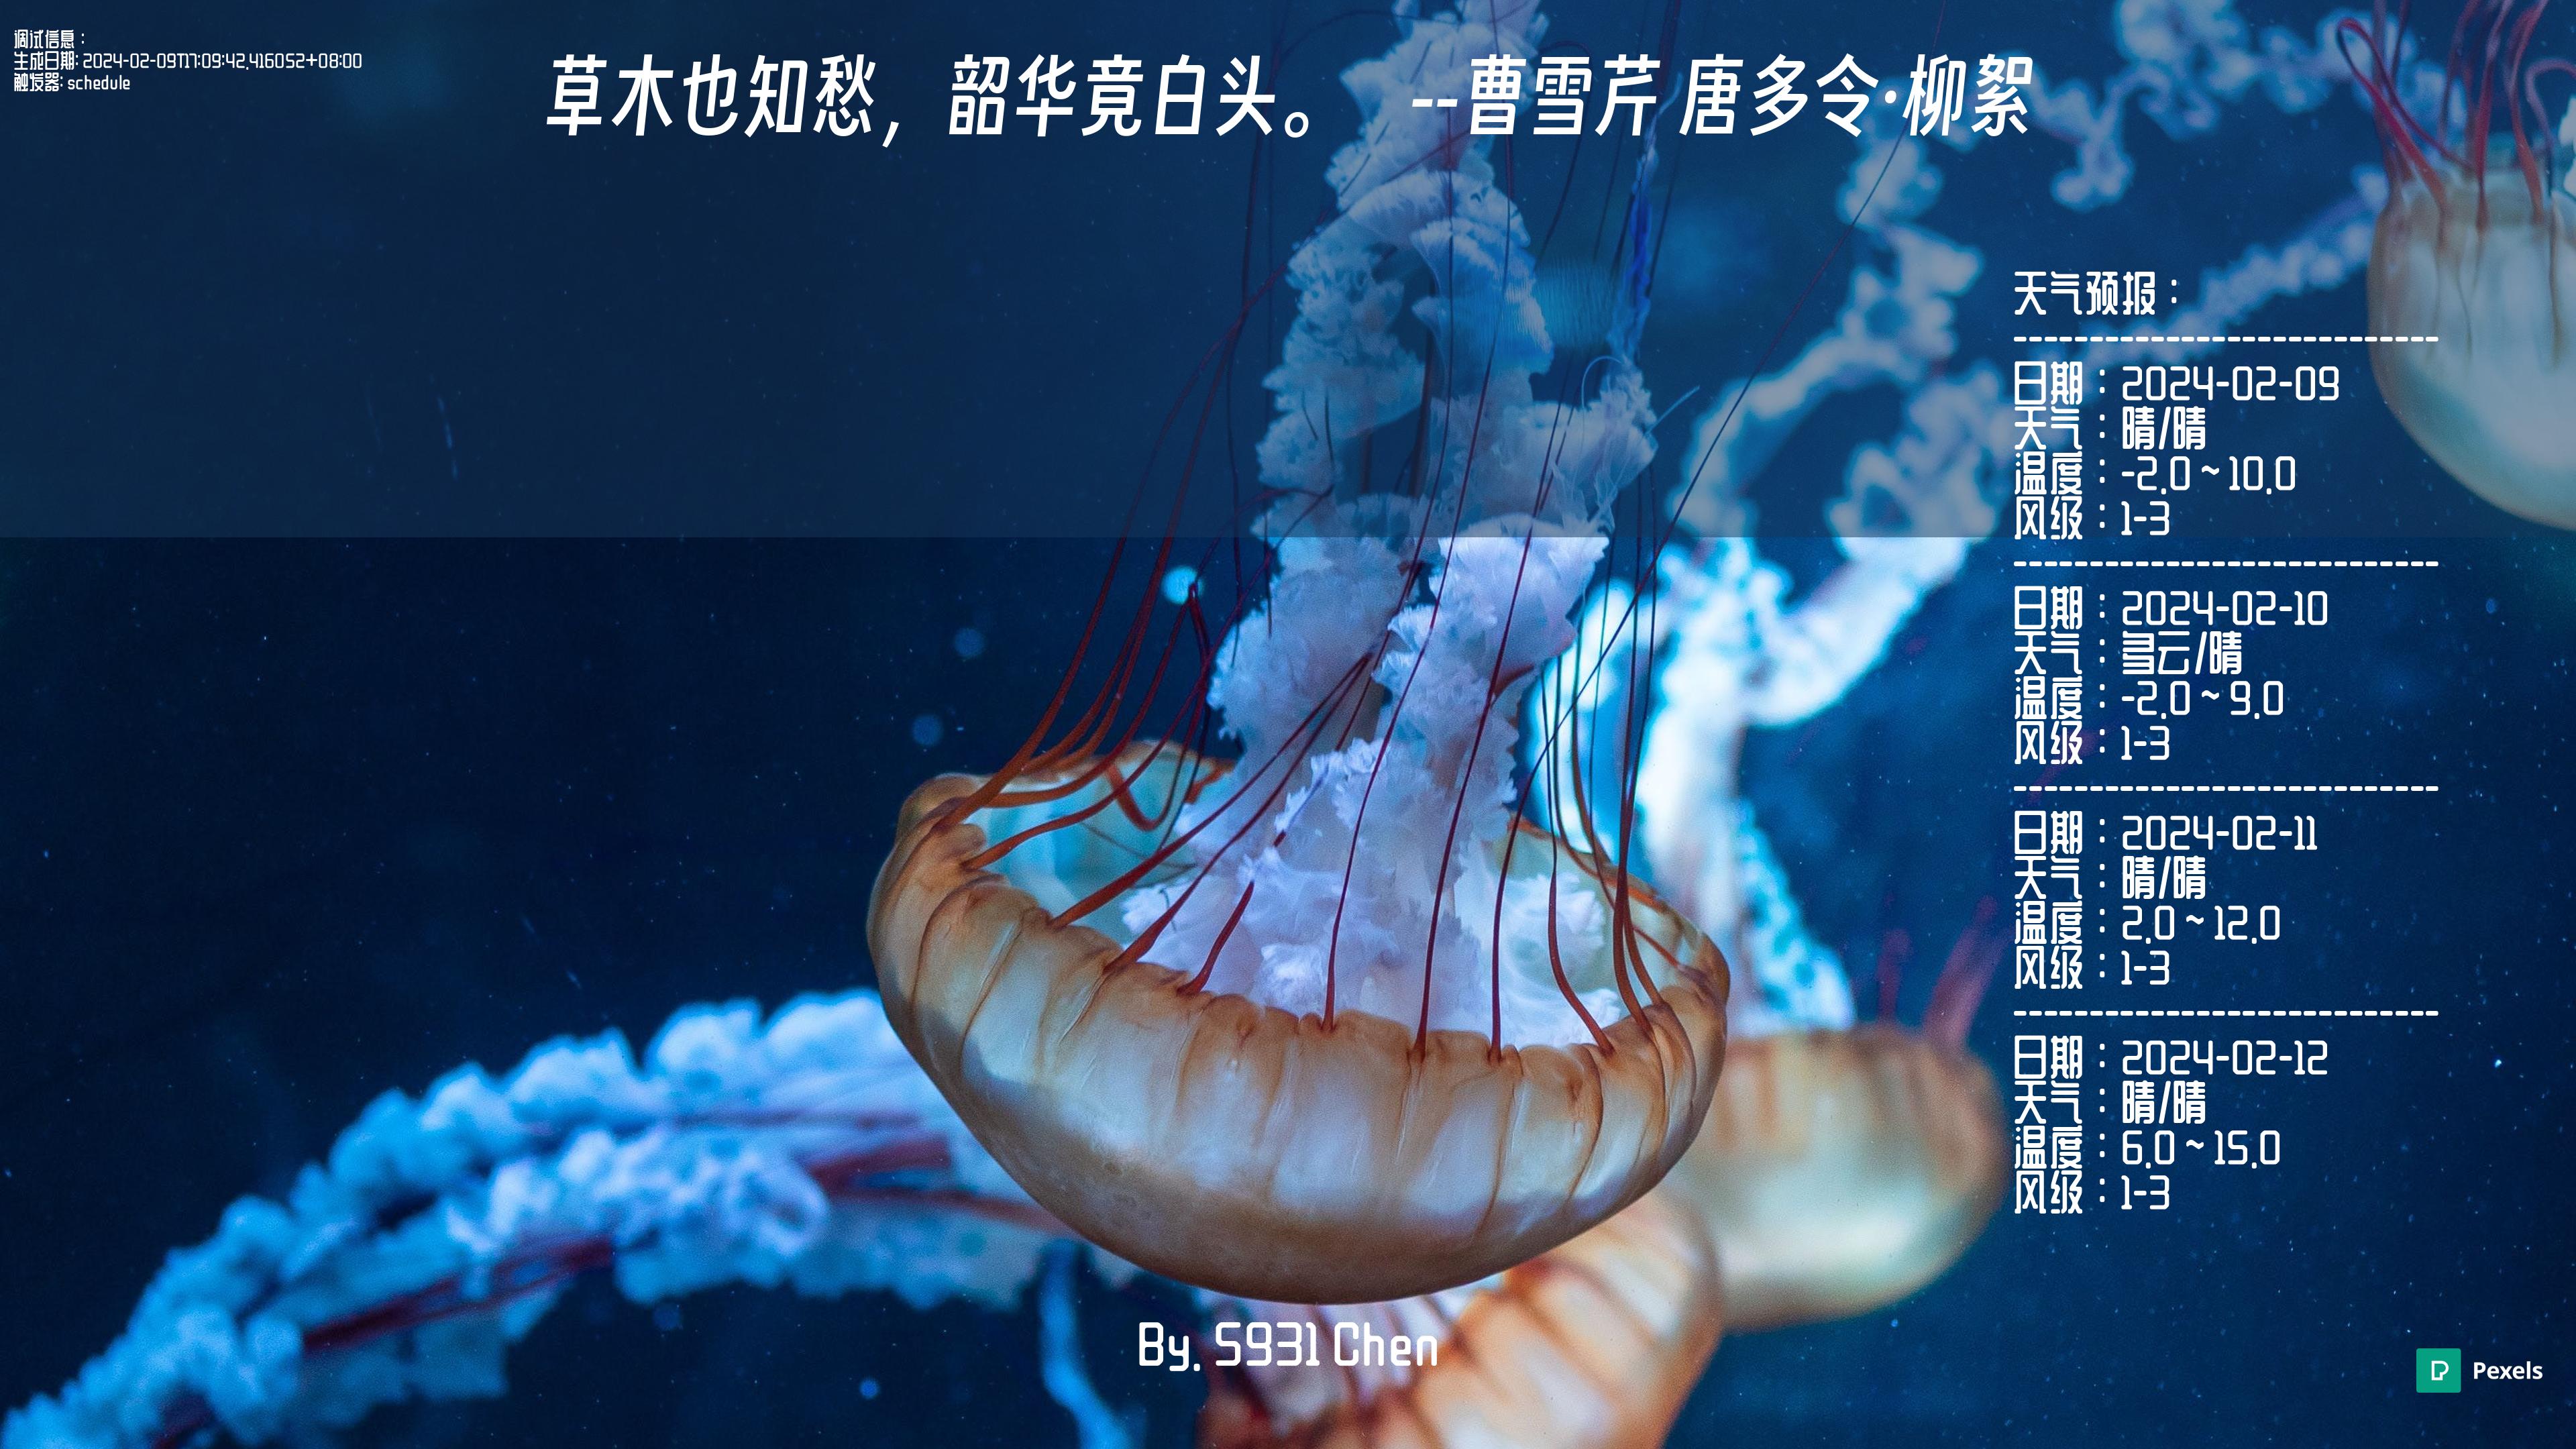 调试信息：
生成日期: 2024-02-09T17:09:42.416052+08:00
触发器: schedule
草木也知愁，韶华竟白头。 --曹雪芹 唐多令·柳絮
天气预报：
----------------------------
日期：2024-02-09
天气：晴/晴
温度：-2.0 ~ 10.0
风级：1-3
----------------------------
日期：2024-02-10
天气：多云/晴
温度：-2.0 ~ 9.0
风级：1-3
----------------------------
日期：2024-02-11
天气：晴/晴
温度：2.0 ~ 12.0
风级：1-3
----------------------------
日期：2024-02-12
天气：晴/晴
温度：6.0 ~ 15.0
风级：1-3
By. S931 Chen
Pexels